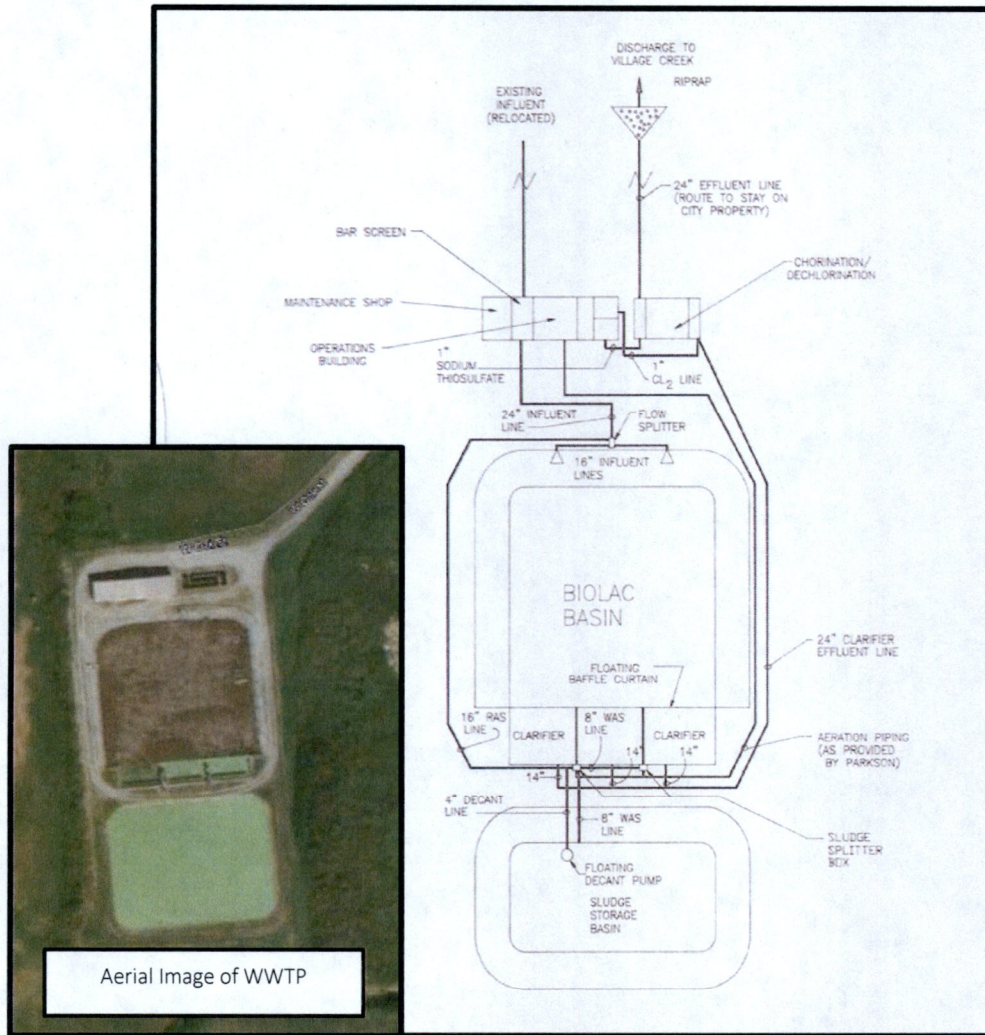 DISCHARGE TO
VILLAGE CREEK
RIPRAP
EXISTING
INFLUENT
(RELOCATED)
24" EFFLUENT LINE
(ROUTE TO STAY ON
CITY PROPERTY)
BAR SCREEN
CHORINATION/
DECHLORINATION
MAINTENANCE SHOP
OPERATIONS
BUILDING
1"
SODIUM
THIOSULFATE
1"
CL2 LINE
24" INFLUENT
LINE
FLOW
SPLITTER
16" INFLUENT
LINES
BIOLAC
BASIN
24" CLARIFIER
EFFLUENT LINE
FLOATING
BAFFLE CURTAIN
16" RAS
LINE
CLARIFIER
8" WAS
LINE
CLARIFIER
14"
14"
14"
AERATION PIPING
(AS PROVIDED
BY PARKSON)
4" DECANT
LINE
8" WAS
LINE
SLUDGE
SPLITTER
BOX
FLOATING
DECANT PUMP
SLUDGE
STORAGE
BASIN
Aerial Image of WWTP